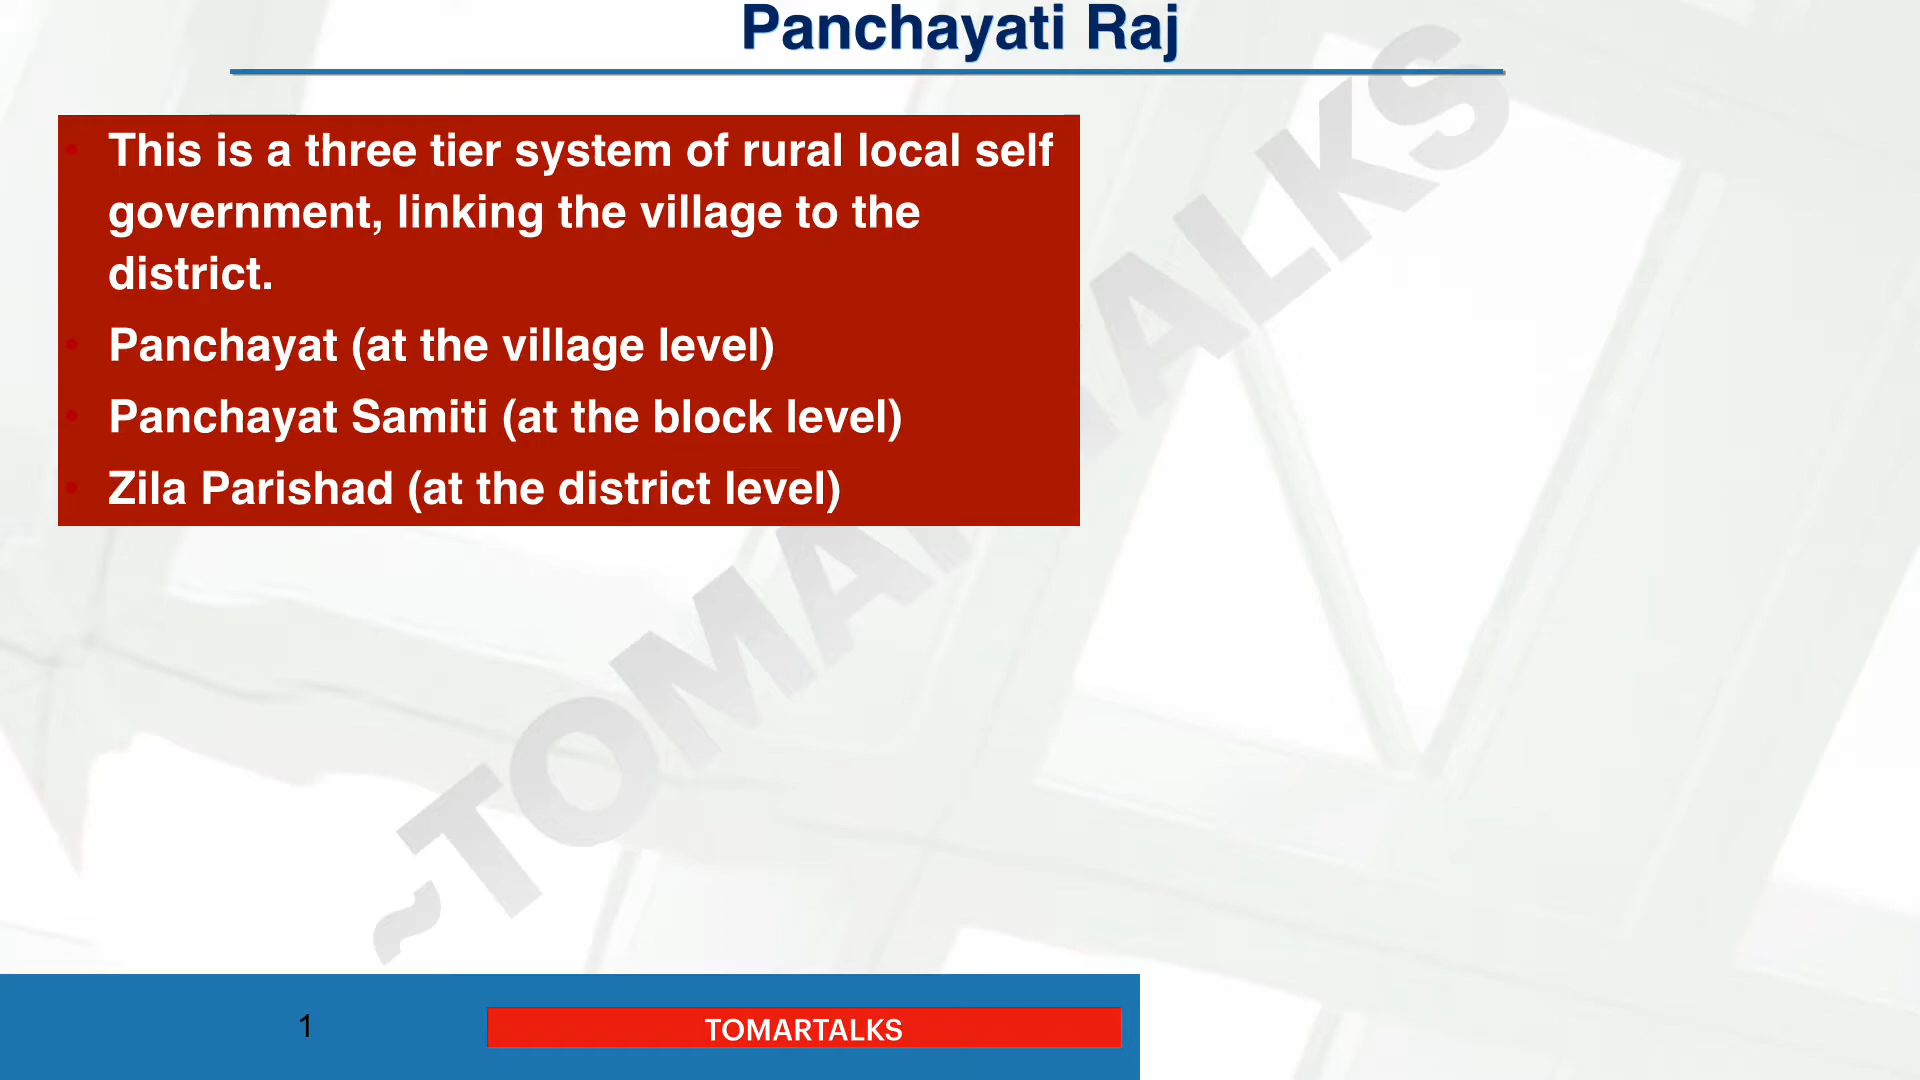 Panchayati Raj
• This is a three tier system of rural local self
government, linking the village to the
district.
• Panchayat (at the village level)
• Panchayat Samiti (at the block level)
• Zila Parishad (at the district level)
~TOMARTALKS
1
TOMARTALKS